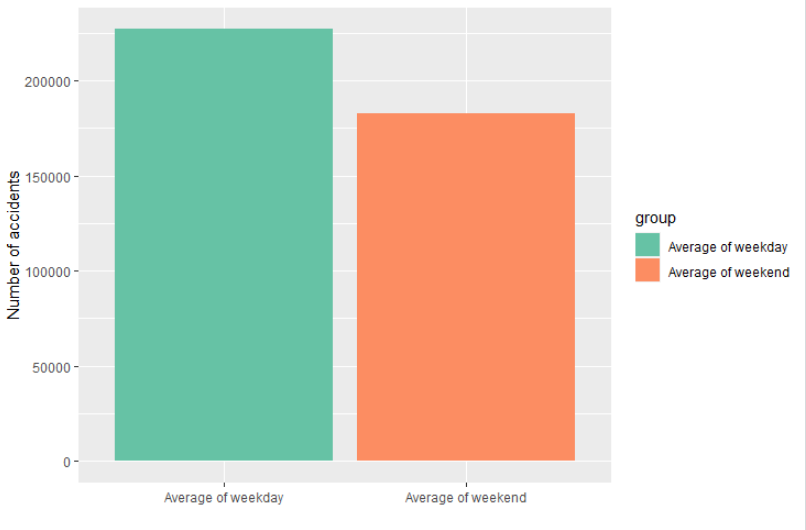 Number of accidents
200000
150000
100000
50000
0
Average of weekday
Average of weekend
group
Average of weekday
Average of weekend